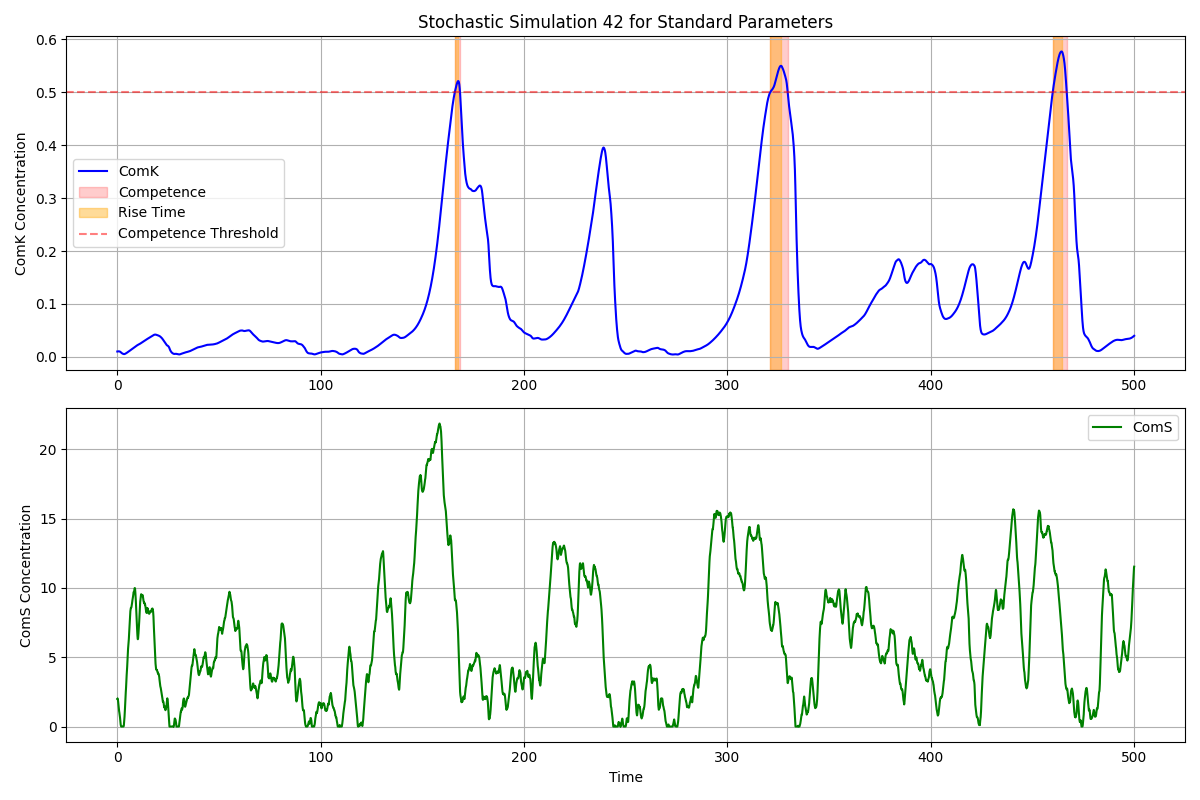 Stochastic Simulation 42 for Standard Parameters
ComK Concentration
0.6
0.5
0.4
0.3
0.2
0.1
0.0
ComK
Competence
Rise Time
Competence Threshold
0 100 200 300 400 500
ComS Concentration
20
15
10
5
0
ComS
0 100 200 300 400 500
Time